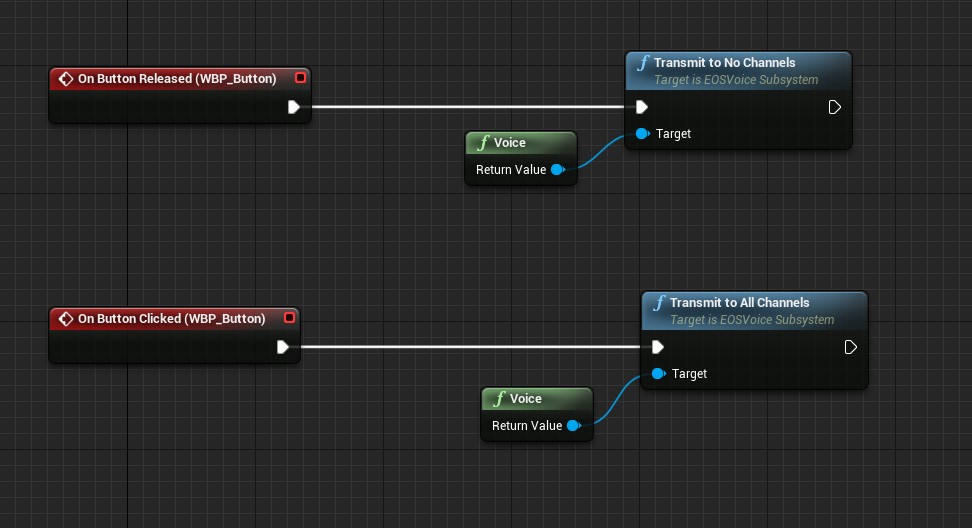 On Button Released (WBP_Button)
f Transmit to No Channels
Target is EOSVoice Subsystem
Target
f Voice
Return Value
On Button Clicked (WBP_Button)
f Transmit to All Channels
Target is EOSVoice Subsystem
Target
f Voice
Return Value